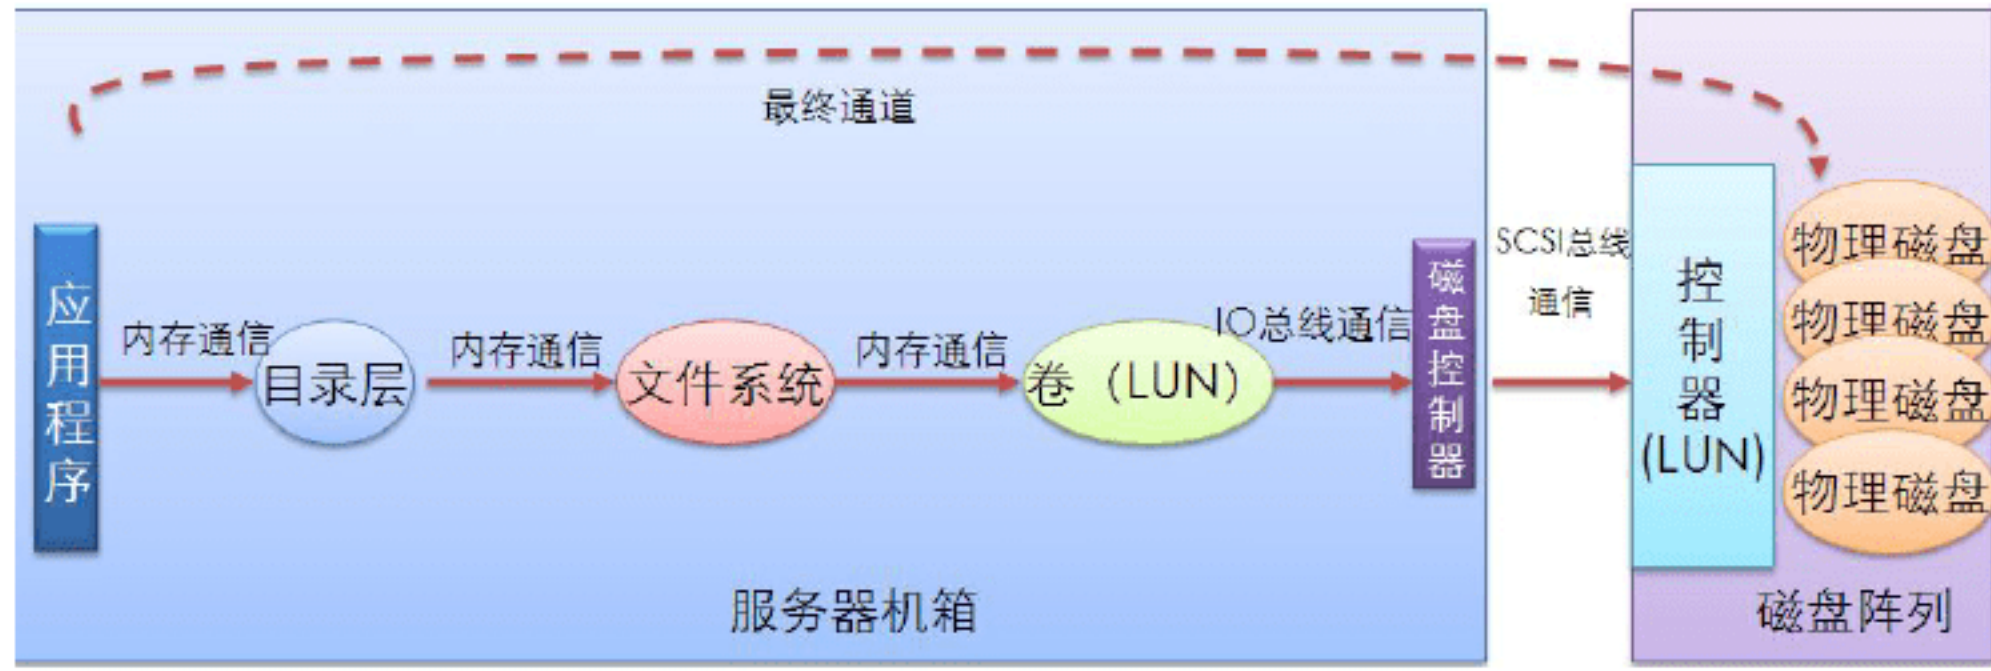 最终通道
应用程序
内存通信
目录层
内存通信
文件系统
内存通信
卷（LUN）
IO总线通信
磁盘控制器
SCSI总线
通信
控制器
(LUN)
物理磁盘
物理磁盘
物理磁盘
物理磁盘
服务器机箱
磁盘阵列